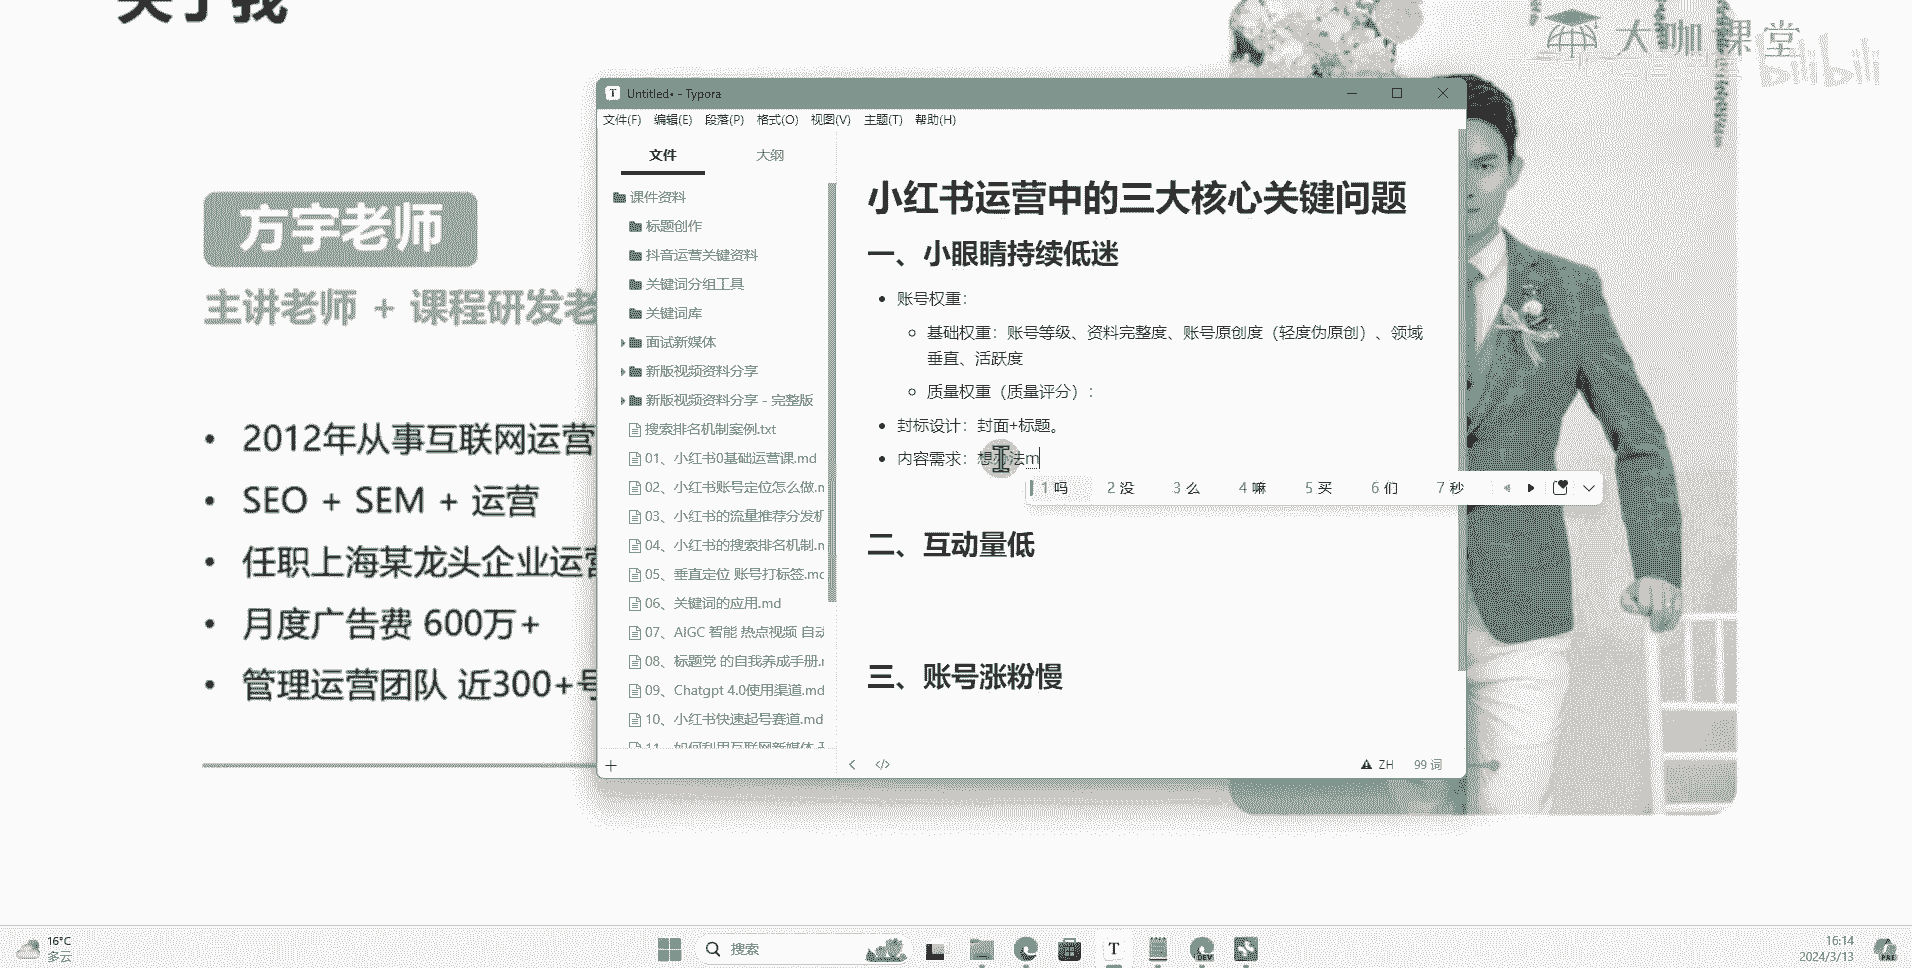 关于我
大咖课堂
bilibili
方宇老师
主讲老师 + 课程研发老
• 2012年从事互联网运营
• SEO + SEM + 运营
• 任职上海某龙头企业运营
• 月度广告费 600万+
• 管理运营团队 近300+号
Untitled• - Typora
文件(F) 编辑(E) 段落(P) 格式(O) 视图(V) 主题(T) 帮助(H)
文件 大纲
课件资料
标题创作
抖音运营关键资料
关键词分组工具
关键词库
面试新媒体
新版视频资料分享
新版视频资料分享 - 完整版
搜索排名机制案例.txt
01、小红书0基础运营课.md
02、小红书账号定位怎么做.m
03、小红书的流量推荐分发机
04、小红书的搜索排名机制.m
05、垂直定位 账号打标签.mc
06、关键词的应用.md
07、AIGC 智能 热点视频 自动
08、标题党 的自我养成手册.r
09、Chatgpt 4.0使用渠道.md
10、小红书快速起号赛道.md
11、如何利用互联网新媒体
小红书运营中的三大核心关键问题
一、小眼睛持续低迷
• 账号权重：
基础权重：账号等级、资料完整度、账号原创度（轻度伪原创）、领域
垂直、活跃度
质量权重（质量评分）：
• 封标设计：封面+标题。
• 内容需求：想办法m
1 吗 2 没 3 么 4 嘛 5 买 6 们 7 秒
二、互动量低
三、账号涨粉慢
ZH 99 词
16°C
多云
搜索
16:14
2024/3/13